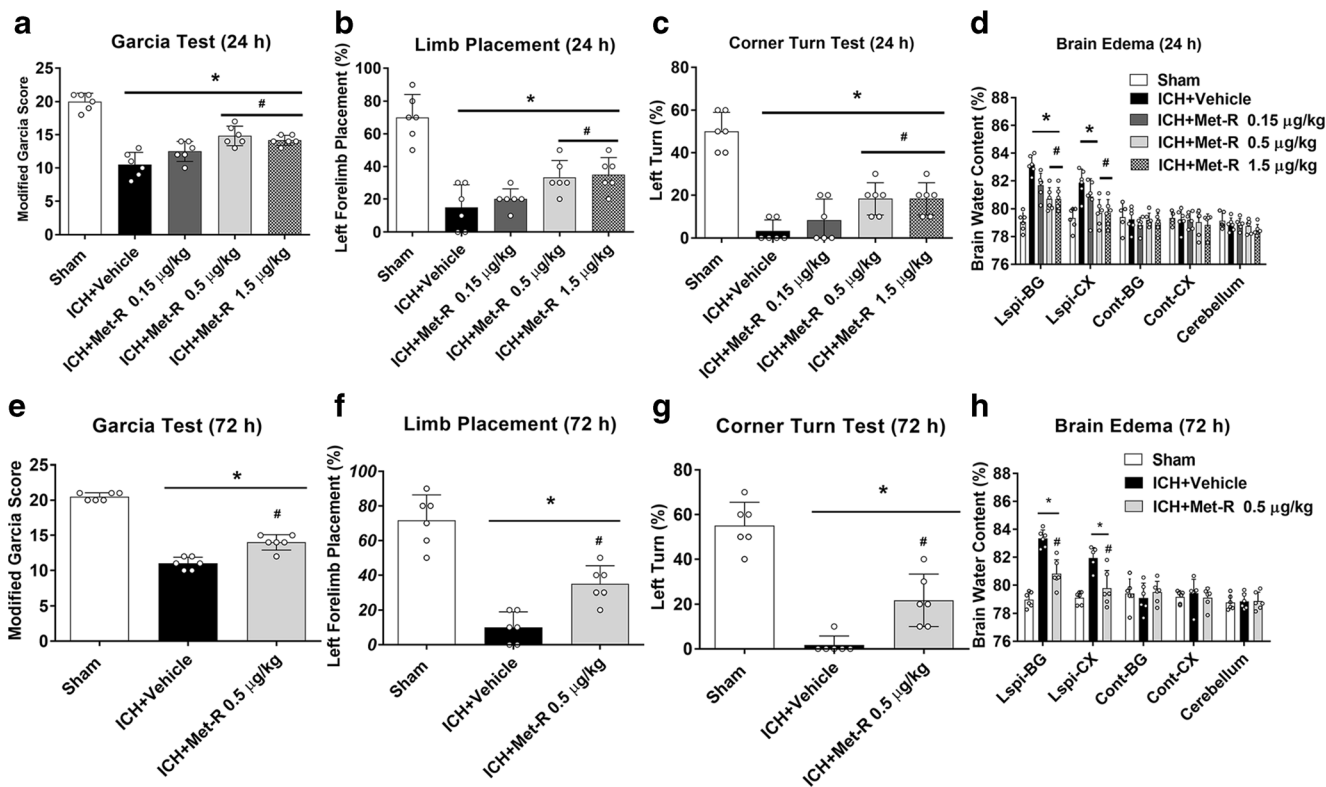 a
Garcia Test (24 h)
Modified Garcia Score
25
20
15
10
5
0
*
#
Sham
ICH+Vehicle
ICH+Met-R 0.15 μg/kg
ICH+Met-R 0.5 μg/kg
ICH+Met-R 1.5 μg/kg
b
Limb Placement (24 h)
Left Forelimb Placement (%)
100
80
60
40
20
0
*
#
Sham
ICH+Vehicle
ICH+Met-R 0.15 μg/kg
ICH+Met-R 0.5 μg/kg
ICH+Met-R 1.5 μg/kg
c
Corner Turn Test (24 h)
Left Turn (%)
80
60
40
20
0
*
#
Sham
ICH+Vehicle
ICH+Met-R 0.15 μg/kg
ICH+Met-R 0.5 μg/kg
ICH+Met-R 1.5 μg/kg
d
Brain Edema (24 h)
Sham
ICH+Vehicle
ICH+Met-R 0.15 μg/kg
ICH+Met-R 0.5 μg/kg
ICH+Met-R 1.5 μg/kg
Brain Water Content (%)
88
86
84
82
80
78
76
*
#
*
#
Lspi-BG
Lspi-CX
Cont-BG
Cont-CX
Cerebellum
e
Garcia Test (72 h)
Modified Garcia Score
25
20
15
10
5
0
*
#
Sham
ICH+Vehicle
ICH+Met-R 0.5 μg/kg
f
Limb Placement (72 h)
Left Forelimb Placement (%)
100
80
60
40
20
0
*
#
Sham
ICH+Vehicle
ICH+Met-R 0.5 μg/kg
g
Corner Turn Test (72 h)
Left Turn (%)
80
60
40
20
0
*
#
Sham
ICH+Vehicle
ICH+Met-R 0.5 μg/kg
h
Brain Edema (72 h)
Sham
ICH+Vehicle
ICH+Met-R 0.5 μg/kg
Brain Water Content (%)
88
86
84
82
80
78
76
*
#
*
#
Lspi-BG
Lspi-CX
Cont-BG
Cont-CX
Cerebellum